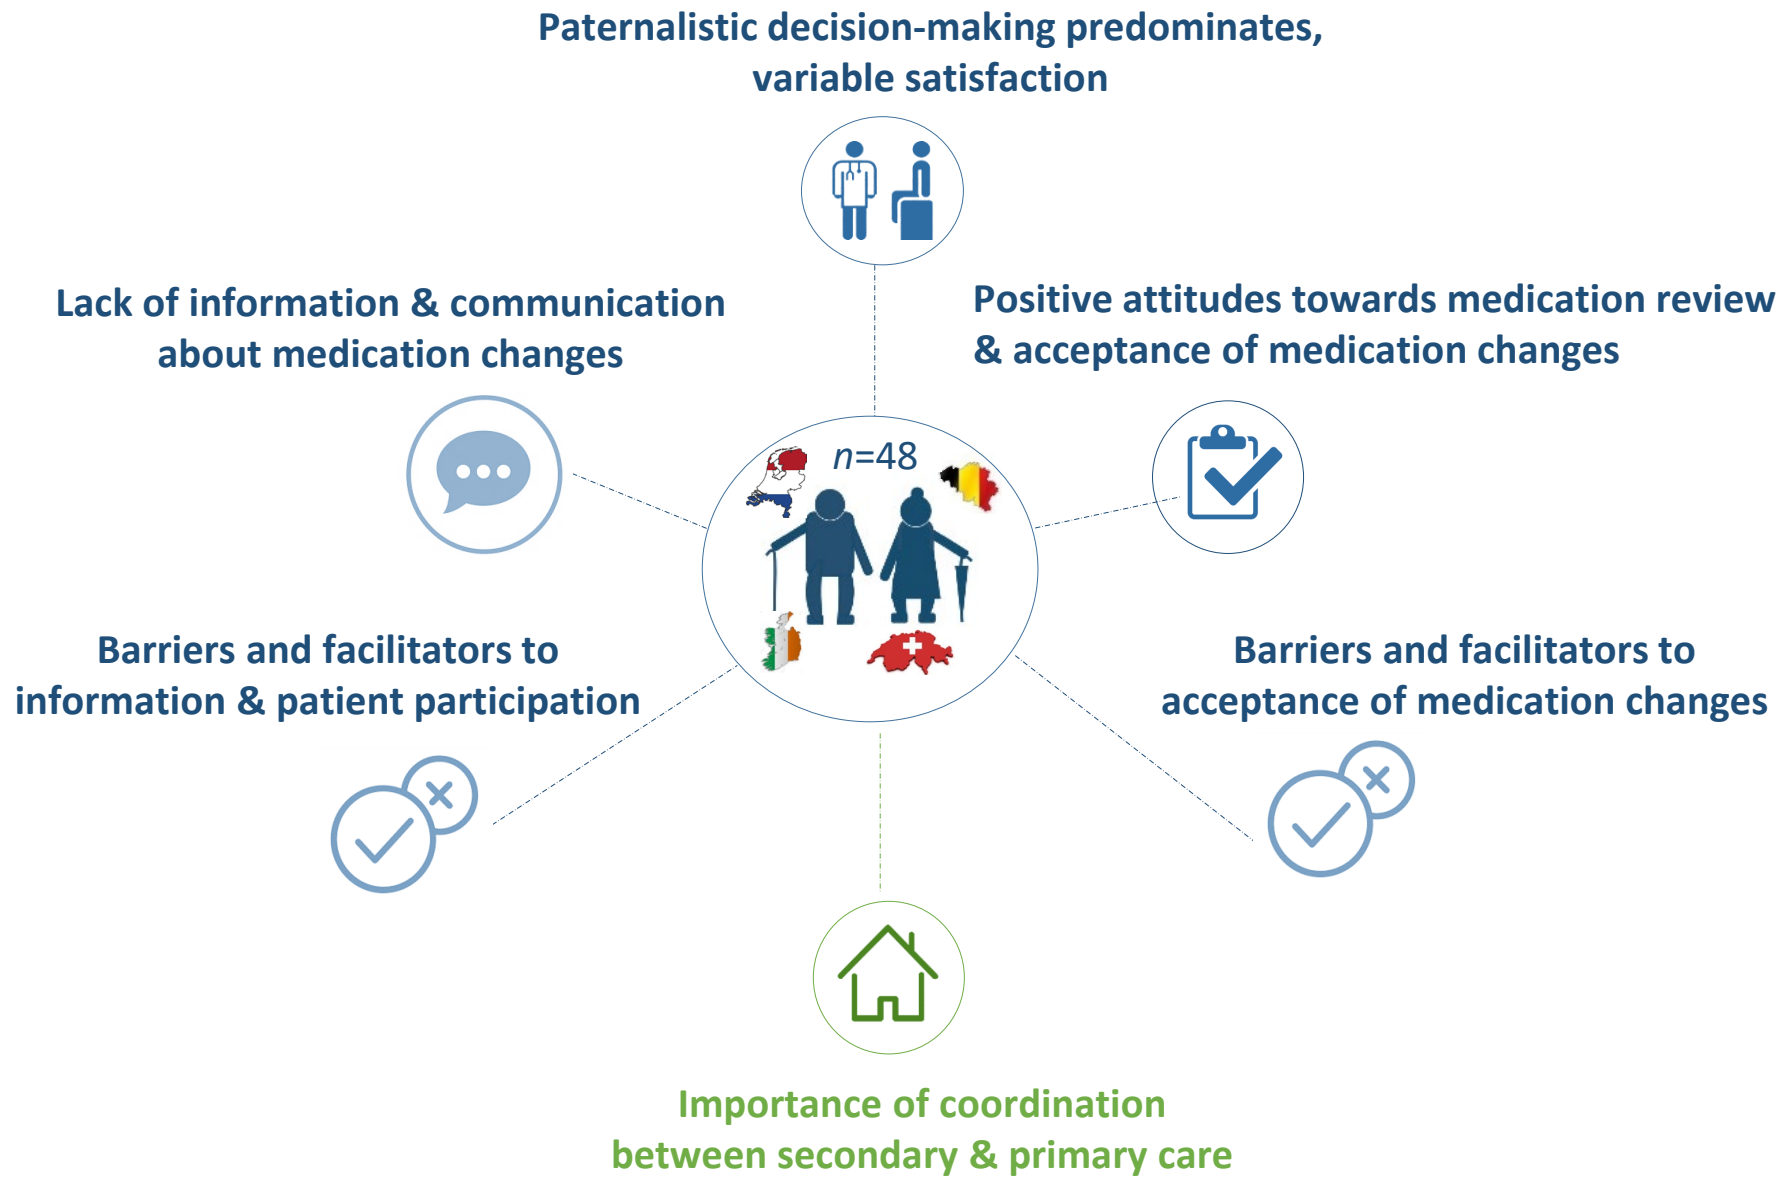 Paternalistic decision-making predominates,
variable satisfaction
Lack of information & communication
about medication changes
Positive attitudes towards medication review
& acceptance of medication changes
n=48
Barriers and facilitators to
information & patient participation
Barriers and facilitators to
acceptance of medication changes
Importance of coordination
between secondary & primary care